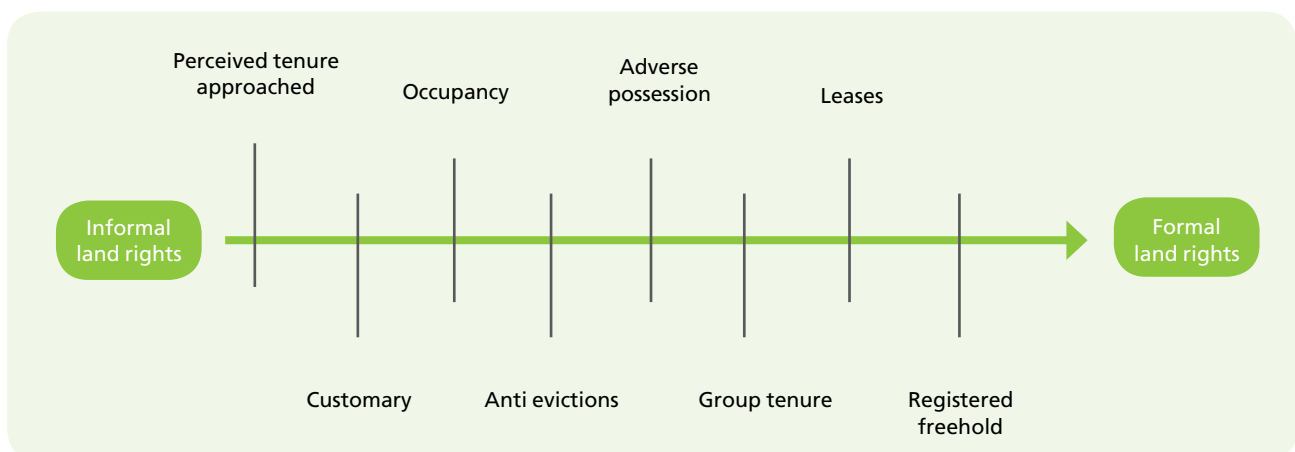 Perceived tenure
approached
Occupancy
Adverse
possession
Leases
Informal
land rights
Formal
land rights
Customary
Anti evictions
Group tenure
Registered
freehold